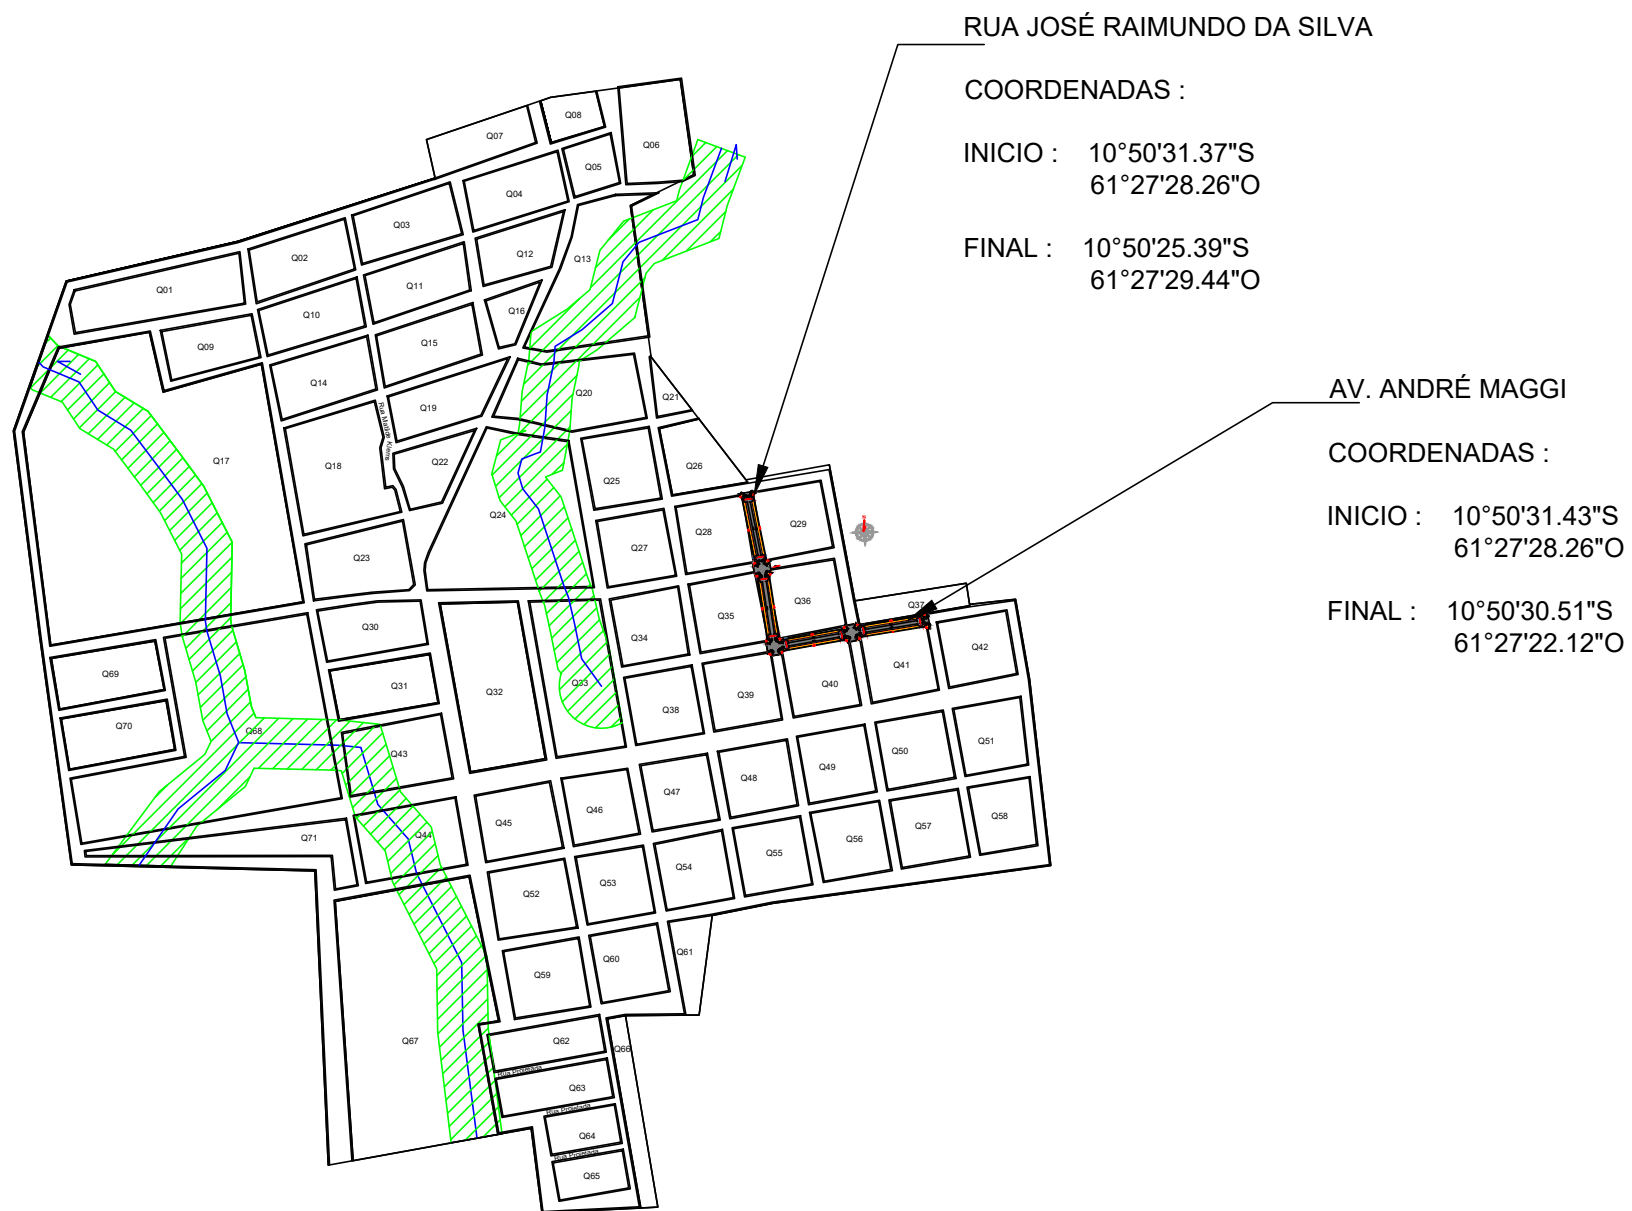 RUA JOSÉ RAIMUNDO DA SILVA
COORDENADAS :
INICIO : 10°50'31.37"S
61°27'28.26"O
FINAL : 10°50'25.39"S
61°27'29.44"O
AV. ANDRÉ MAGGI
COORDENADAS :
INICIO : 10°50'31.43"S
61°27'28.26"O
FINAL : 10°50'30.51"S
61°27'22.12"O
Q01
Q02
Q03
Q04
Q05
Q06
Q07
Q08
Q09
Q10
Q11
Q12
Q13
Q14
Q15
Q16
Q17
Q18
Q19
Q20
Q21
Q22
Q23
Q24
Q25
Q26
Q27
Q28
Q29
Q30
Q31
Q32
Q33
Q34
Q35
Q36
Q37
Q38
Q39
Q40
Q41
Q42
Q43
Q44
Q45
Q46
Q47
Q48
Q49
Q50
Q51
Q52
Q53
Q54
Q55
Q56
Q57
Q58
Q59
Q60
Q61
Q62
Rua Projetada
Q63
Rua Projetada
Q64
Rua Projetada
Q65
Q66
Q67
Q68
Q69
Q70
Q71